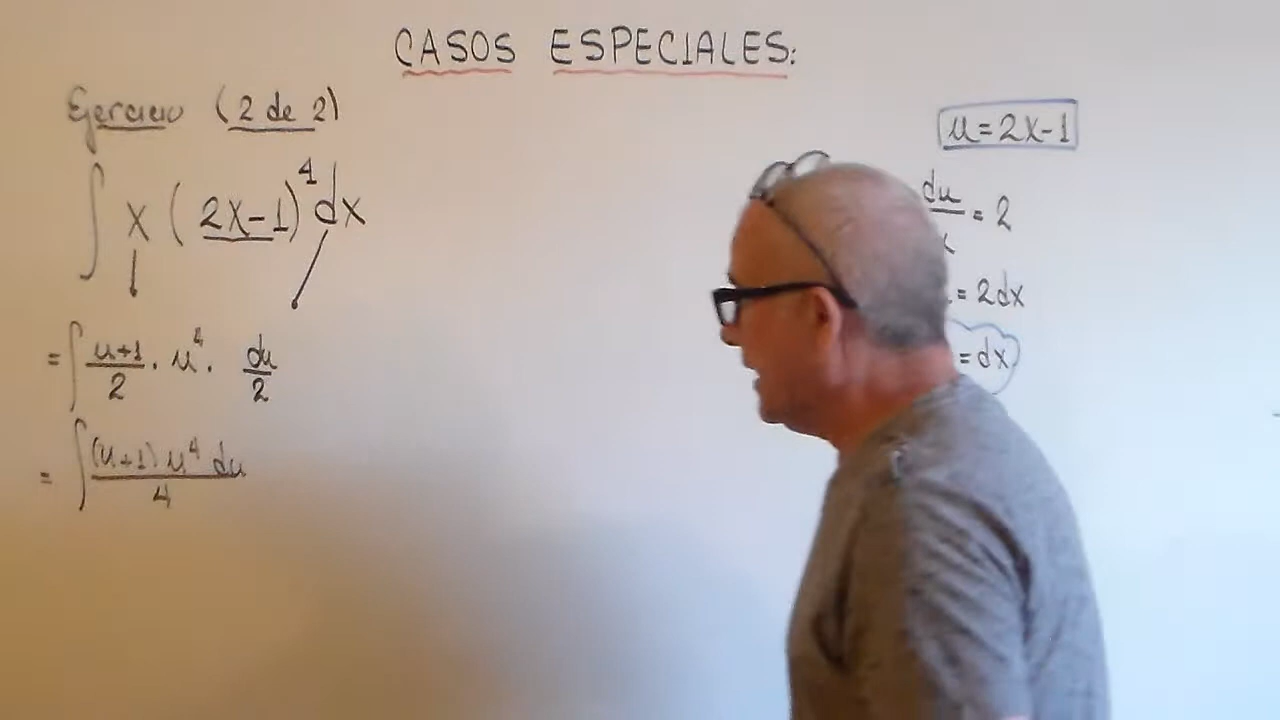 CASOS ESPECIALES:
Ejercicio (2 de 2)
∫ x (2x-1)⁴ dx
= ∫ u+1/2 · u⁴ · du/2
= ∫ (u+1) u⁴ du / 4
u=2x-1
du/ = 2
= 2dx
= dx